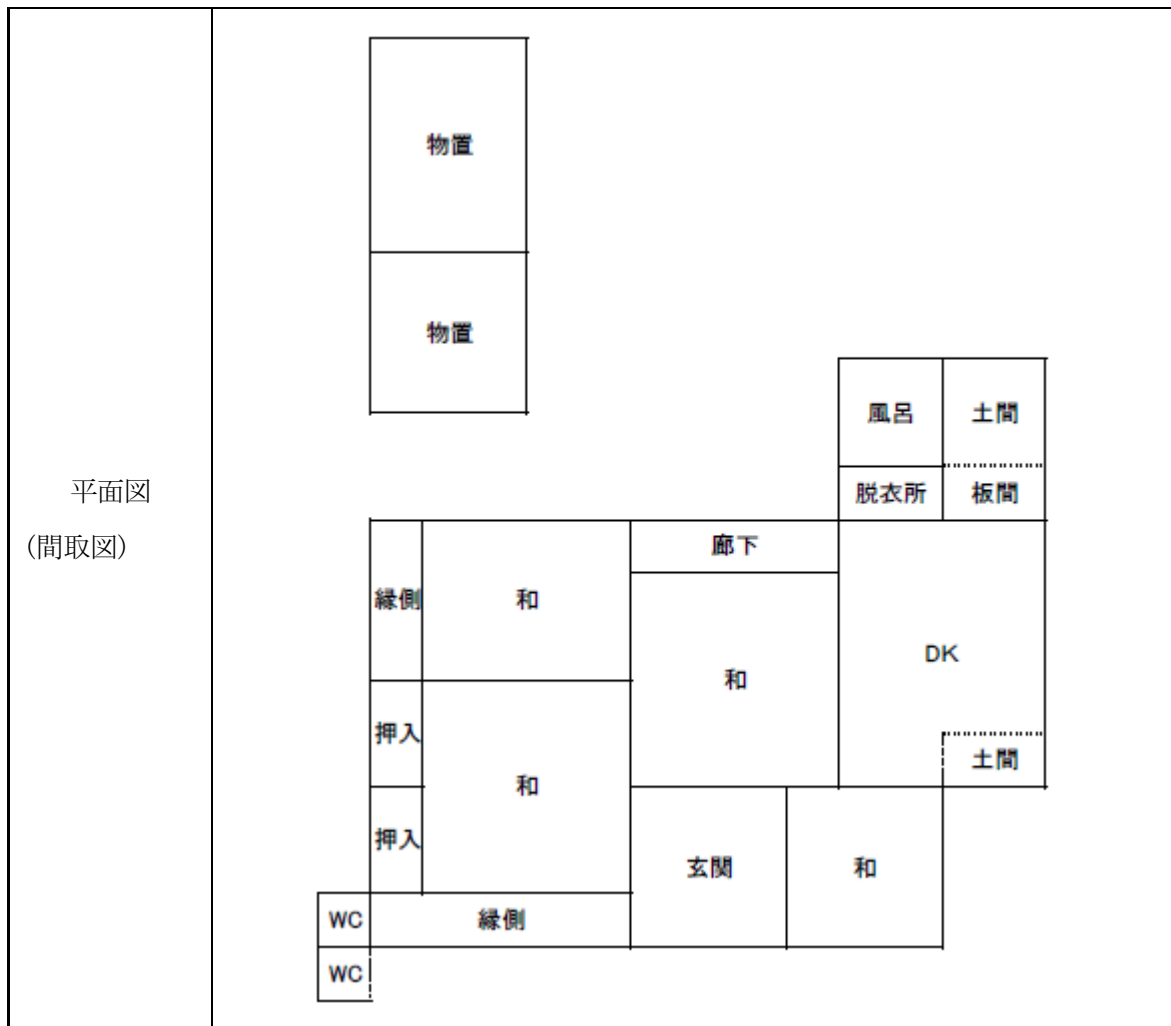 平面図
(間取図)
物置
物置
風呂
土間
脱衣所
板間
廊下
縁側
和
DK
和
押入
土間
和
押入
玄関
和
WC
縁側
WC